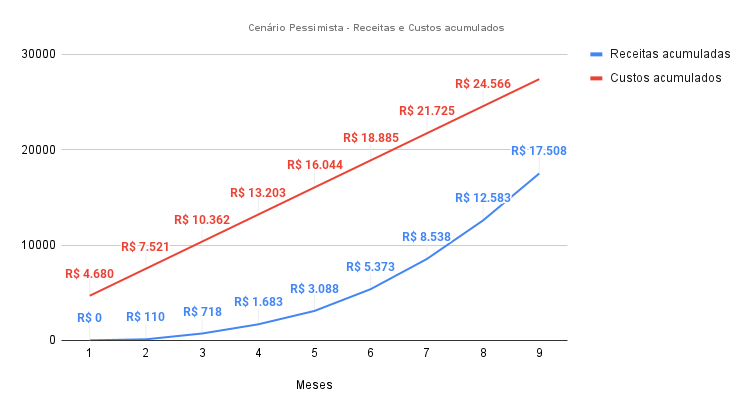 Cenário Pessimista - Receitas e Custos acumulados
30000
20000
10000
0
R$ 4.680
R$ 7.521
R$ 10.362
R$ 13.203
R$ 16.044
R$ 18.885
R$ 21.725
R$ 24.566
R$ 0
R$ 110
R$ 718
R$ 1.683
R$ 3.088
R$ 5.373
R$ 8.538
R$ 12.583
R$ 17.508
1 2 3 4 5 6 7 8 9
Meses
Receitas acumuladas
Custos acumulados